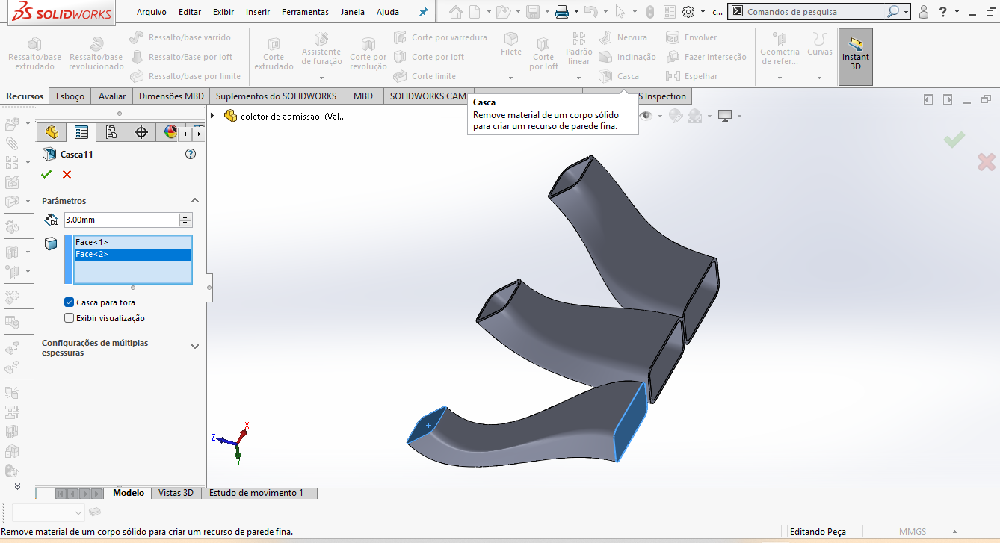 SOLIDWORKS
Arquivo Editar Exibir Inserir Ferramentas Janela Ajuda
c...
Comandos de pesquisa
?
Ressalto/base extrudado
Ressalto/base revolucionado
Ressalto/base varrido
Ressalto/Base por loft
Ressalto/base por limite
Corte extrudado
Assistente de furação
Corte por revolução
Corte por varredura
Corte por loft
Corte limite
Filete
Corte por loft
Padrão linear
Nervura
Inclinação
Casca
Envolver
Fazer interseção
Espelhar
Geometria de refer...
Curvas
Instant 3D
Recursos Esboço Avaliar Dimensões MBD Suplementos do SOLIDWORKS MBD SOLIDWORKS CAM
Inspection
Casca
Remove material de um corpo sólido
para criar um recurso de parede fina.
coletor de admissao (Val...
Casca11
?
Parâmetros
D1
3.00mm
Face<1>
Face<2>
Casca para fora
Exibir visualização
Configurações de múltiplas
espessuras
X
Z
Y
Modelo Vistas 3D Estudo de movimento 1
Remove material de um corpo sólido para criar um recurso de parede fina.
Editando Peça
MMGS